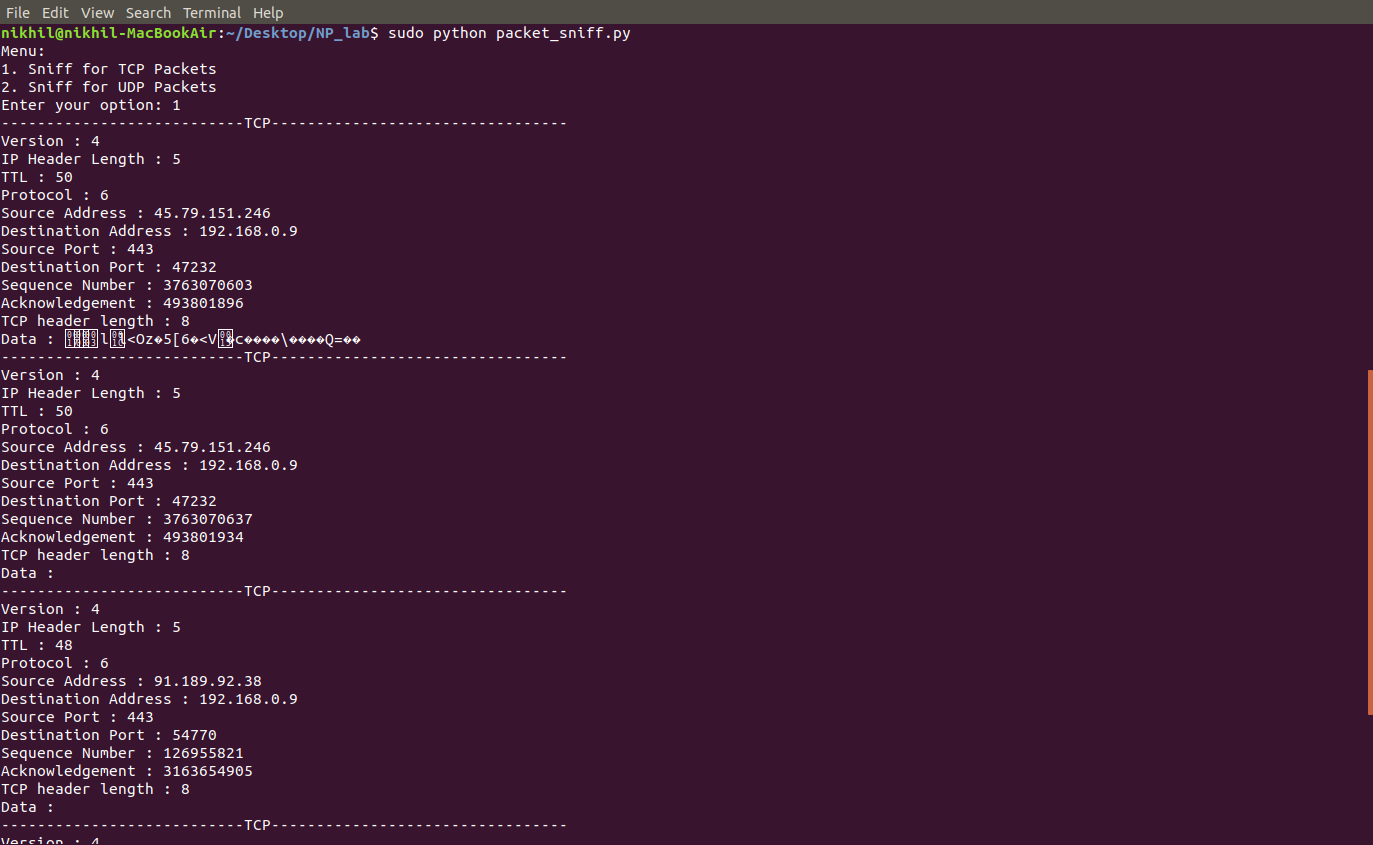 File Edit View Search Terminal Help
nikhil@nikhil-MacBookAir:~/Desktop/NP_lab$ sudo python packet_sniff.py
Menu:
1. Sniff for TCP Packets
2. Sniff for UDP Packets
Enter your option: 1
---------------------------TCP---------------------------------
Version : 4
IP Header Length : 5
TTL : 50
Protocol : 6
Source Address : 45.79.151.246
Destination Address : 192.168.0.9
Source Port : 443
Destination Port : 47232
Sequence Number : 3763070603
Acknowledgement : 493801896
TCP header length : 8
Data : l<Oz�5[6�<V�c����\����Q=��
---------------------------TCP---------------------------------
Version : 4
IP Header Length : 5
TTL : 50
Protocol : 6
Source Address : 45.79.151.246
Destination Address : 192.168.0.9
Source Port : 443
Destination Port : 47232
Sequence Number : 3763070637
Acknowledgement : 493801934
TCP header length : 8
Data :
---------------------------TCP---------------------------------
Version : 4
IP Header Length : 5
TTL : 48
Protocol : 6
Source Address : 91.189.92.38
Destination Address : 192.168.0.9
Source Port : 443
Destination Port : 54770
Sequence Number : 126955821
Acknowledgement : 3163654905
TCP header length : 8
Data :
---------------------------TCP---------------------------------
Version : 4